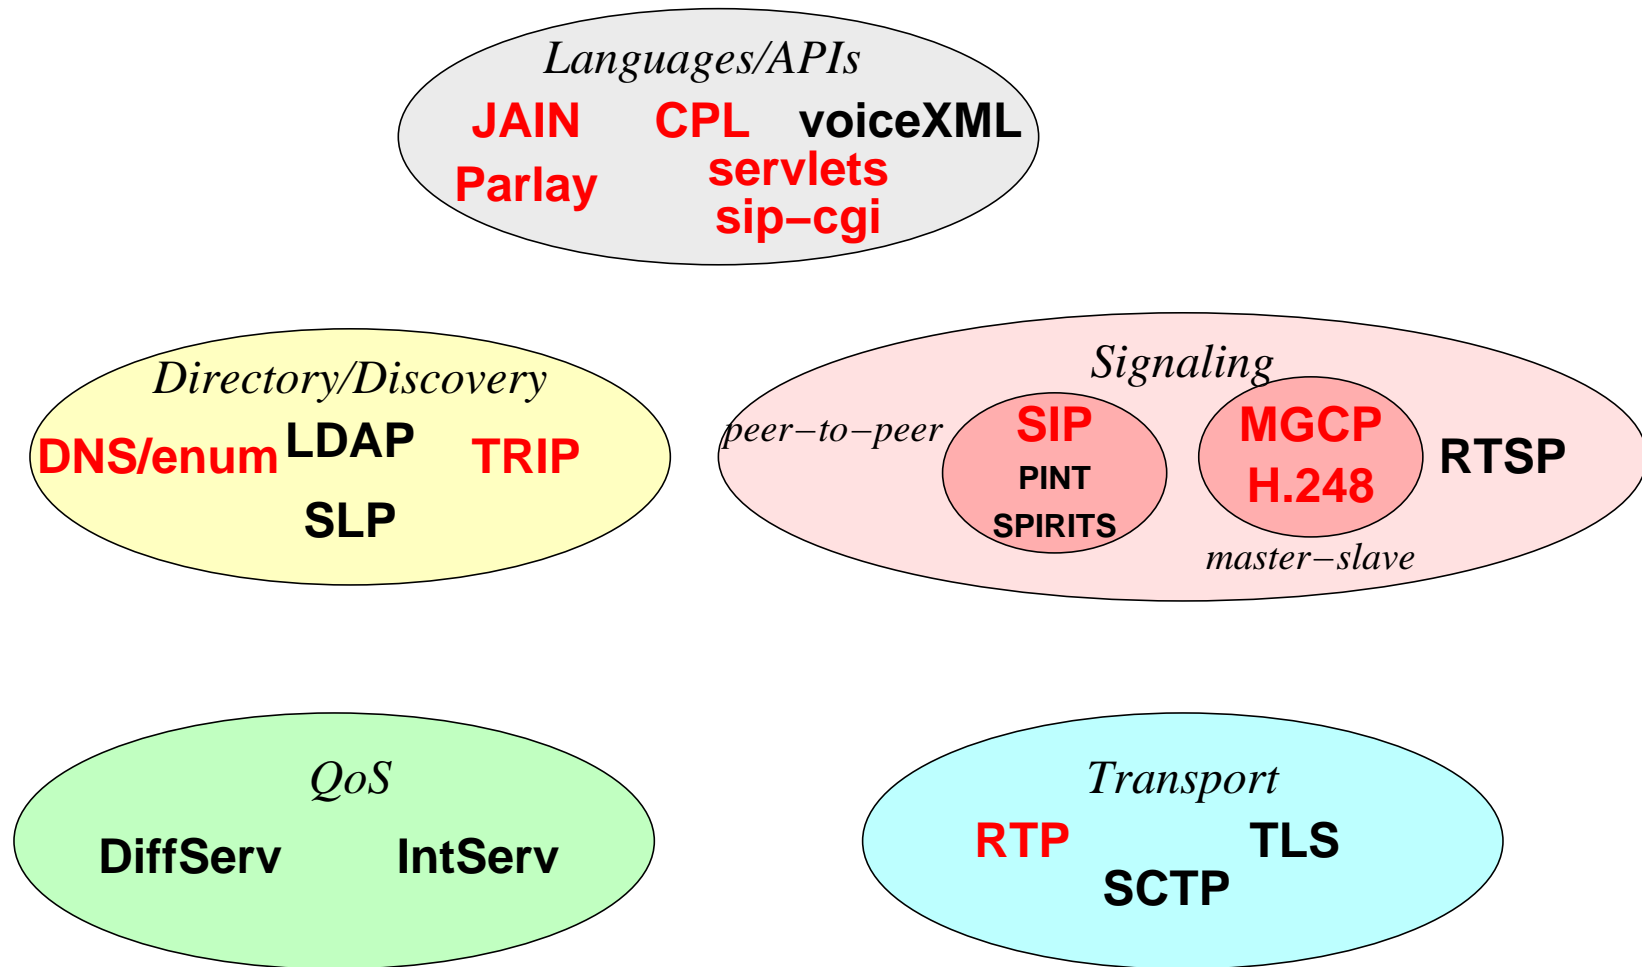 Languages/APIs
JAIN CPL voiceXML
Parlay servlets
sip−cgi
Directory/Discovery
DNS/enum LDAP TRIP
SLP
Signaling
peer−to−peer
SIP
PINT
SPIRITS
MGCP
H.248
RTSP
master−slave
QoS
DiffServ IntServ
Transport
RTP TLS
SCTP